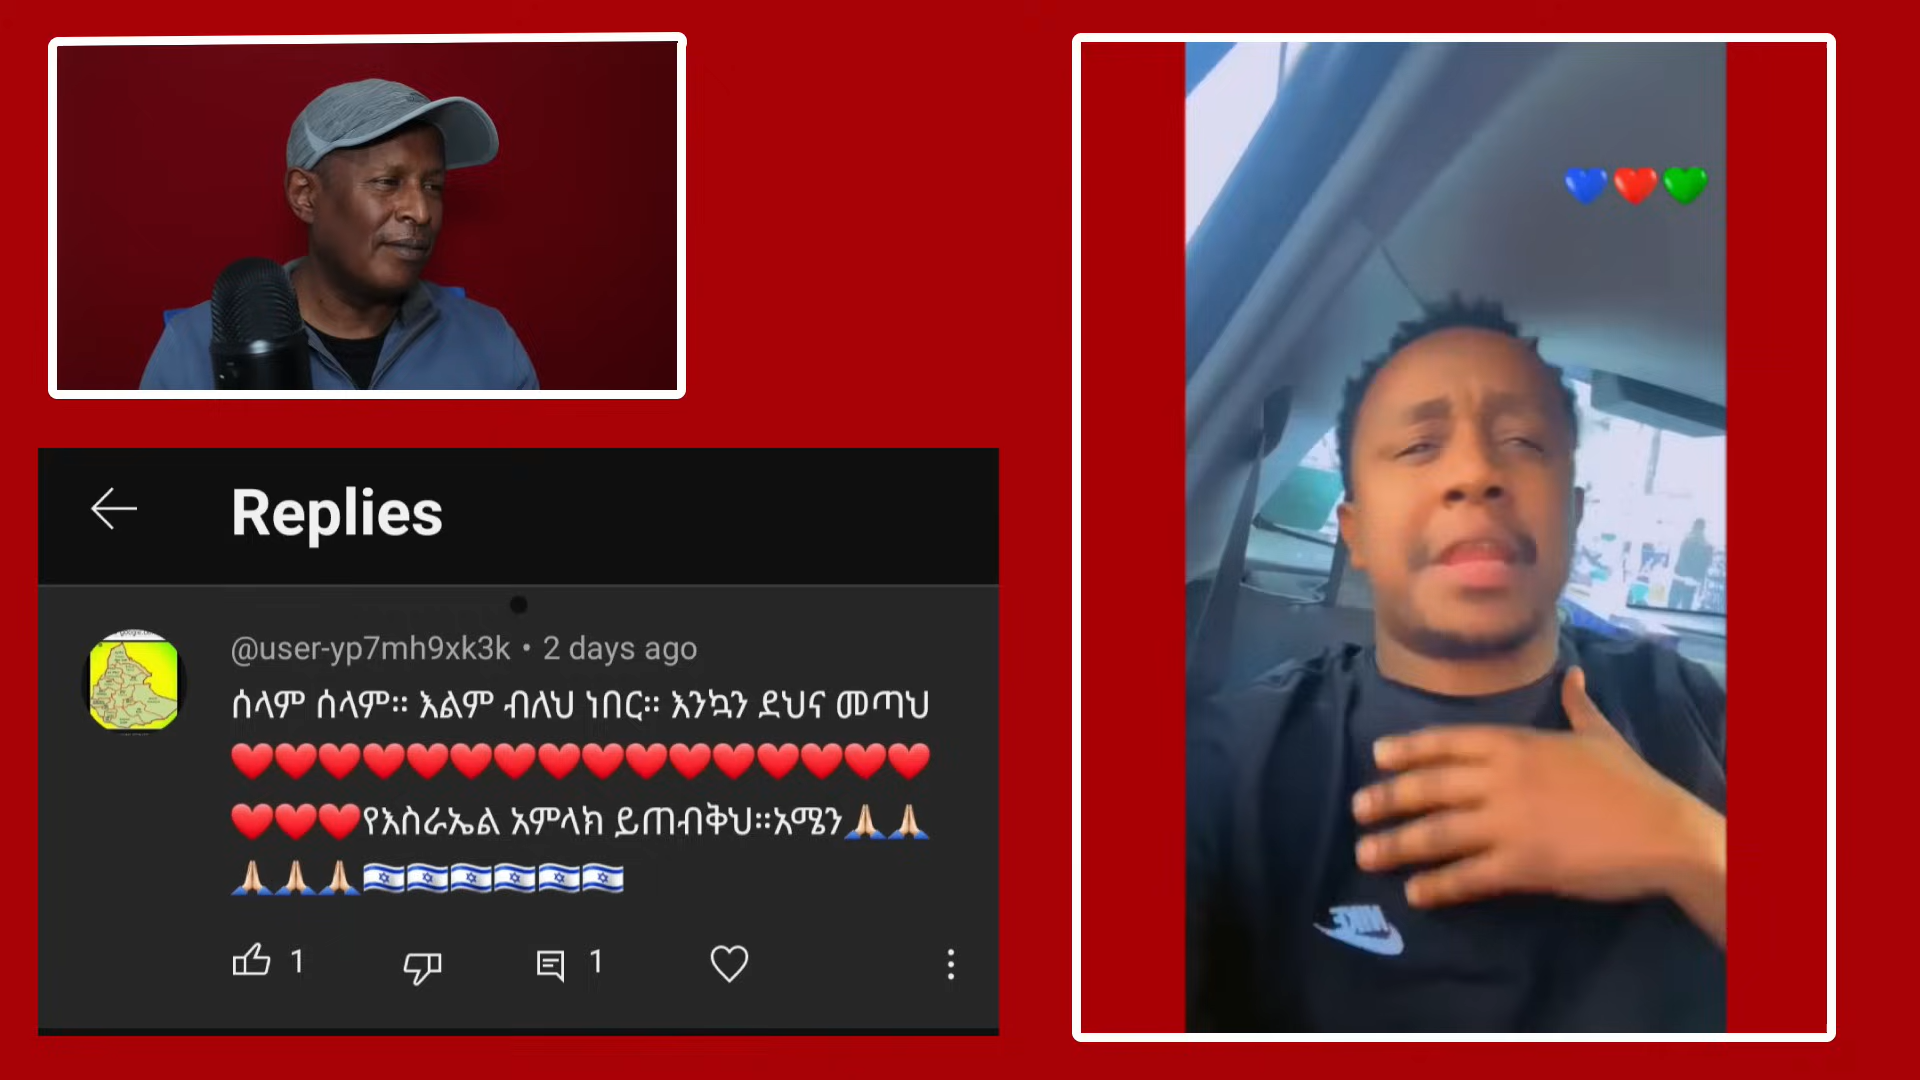 Replies
@user-yp7mh9xk3k • 2 days ago
ሰላም ሰላም። እልም ብለህ ነበር። እንኳን ደህና መጣህ
❤️❤️❤️❤️❤️❤️❤️❤️❤️❤️❤️❤️❤️❤️❤️❤️
❤️❤️❤️የእስራኤል አምላክ ይጠብቅህ።አሜን🙏🏼🙏🏼
🙏🏼🙏🏼🙏🏼🇮🇱🇮🇱🇮🇱🇮🇱🇮🇱🇮🇱
1 1
NIKE